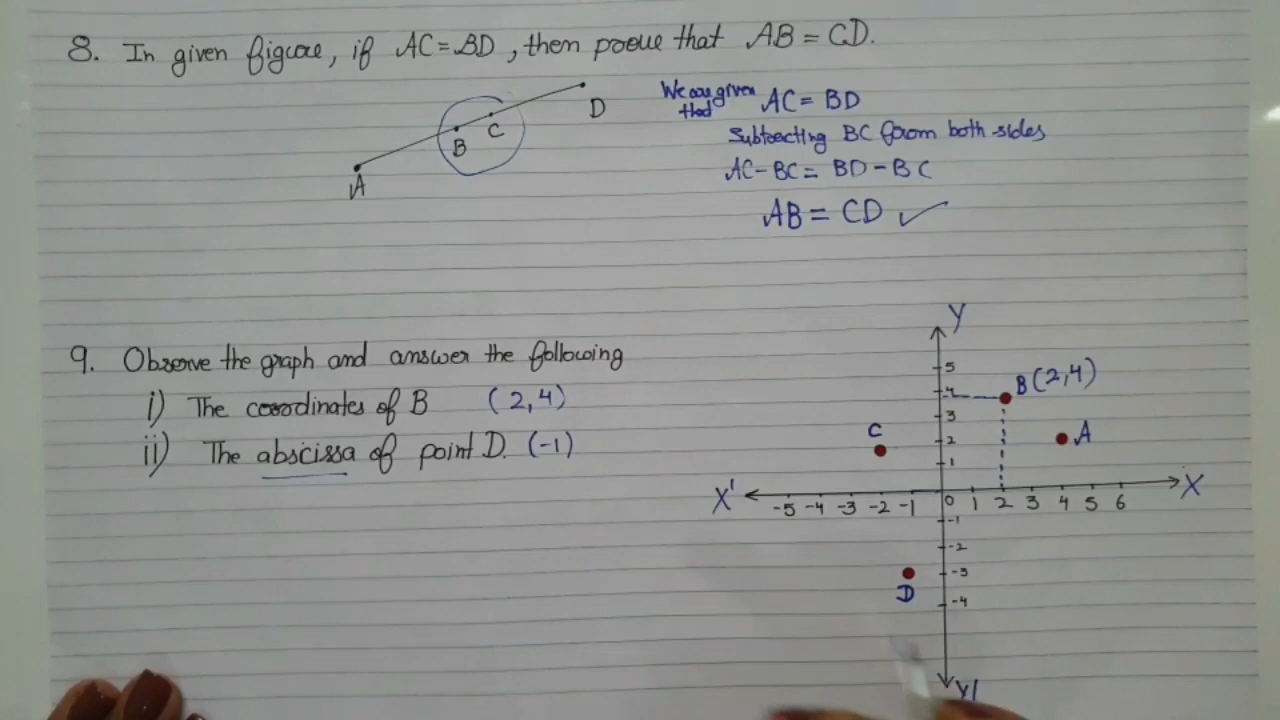 8. In given figure, if AC = BD, then prove that AB = CD.
We are given that AC = BD
Subtracting BC from both sides
AC - BC = BD - BC
AB = CD ✓
A
B
C
D
9. Observe the graph and answer the following
i) The coordinates of B (2,4)
ii) The abscissa of point D. (-1)
Y
5
4
3
2
1
B(2,4)
A
C
X' -5 -4 -3 -2 -1 0 1 2 3 4 5 6 X
-1
-2
-3
-4
D
Y'